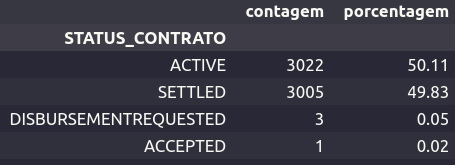 contagem porcentagem
STATUS_CONTRATO
ACTIVE 3022 50.11
SETTLED 3005 49.83
DISBURSEMENTREQUESTED 3 0.05
ACCEPTED 1 0.02